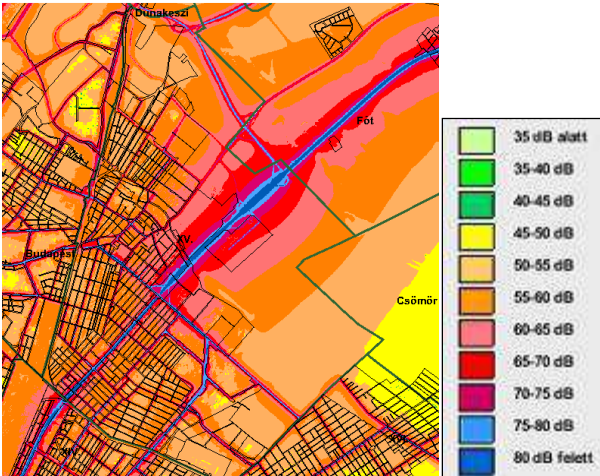 Dunakeszi
Fót
XV.
Budapest
Csömör
XIV.
XVI.
35 dB alatt
35-40 dB
40-45 dB
45-50 dB
50-55 dB
55-60 dB
60-65 dB
65-70 dB
70-75 dB
75-80 dB
80 dB felett